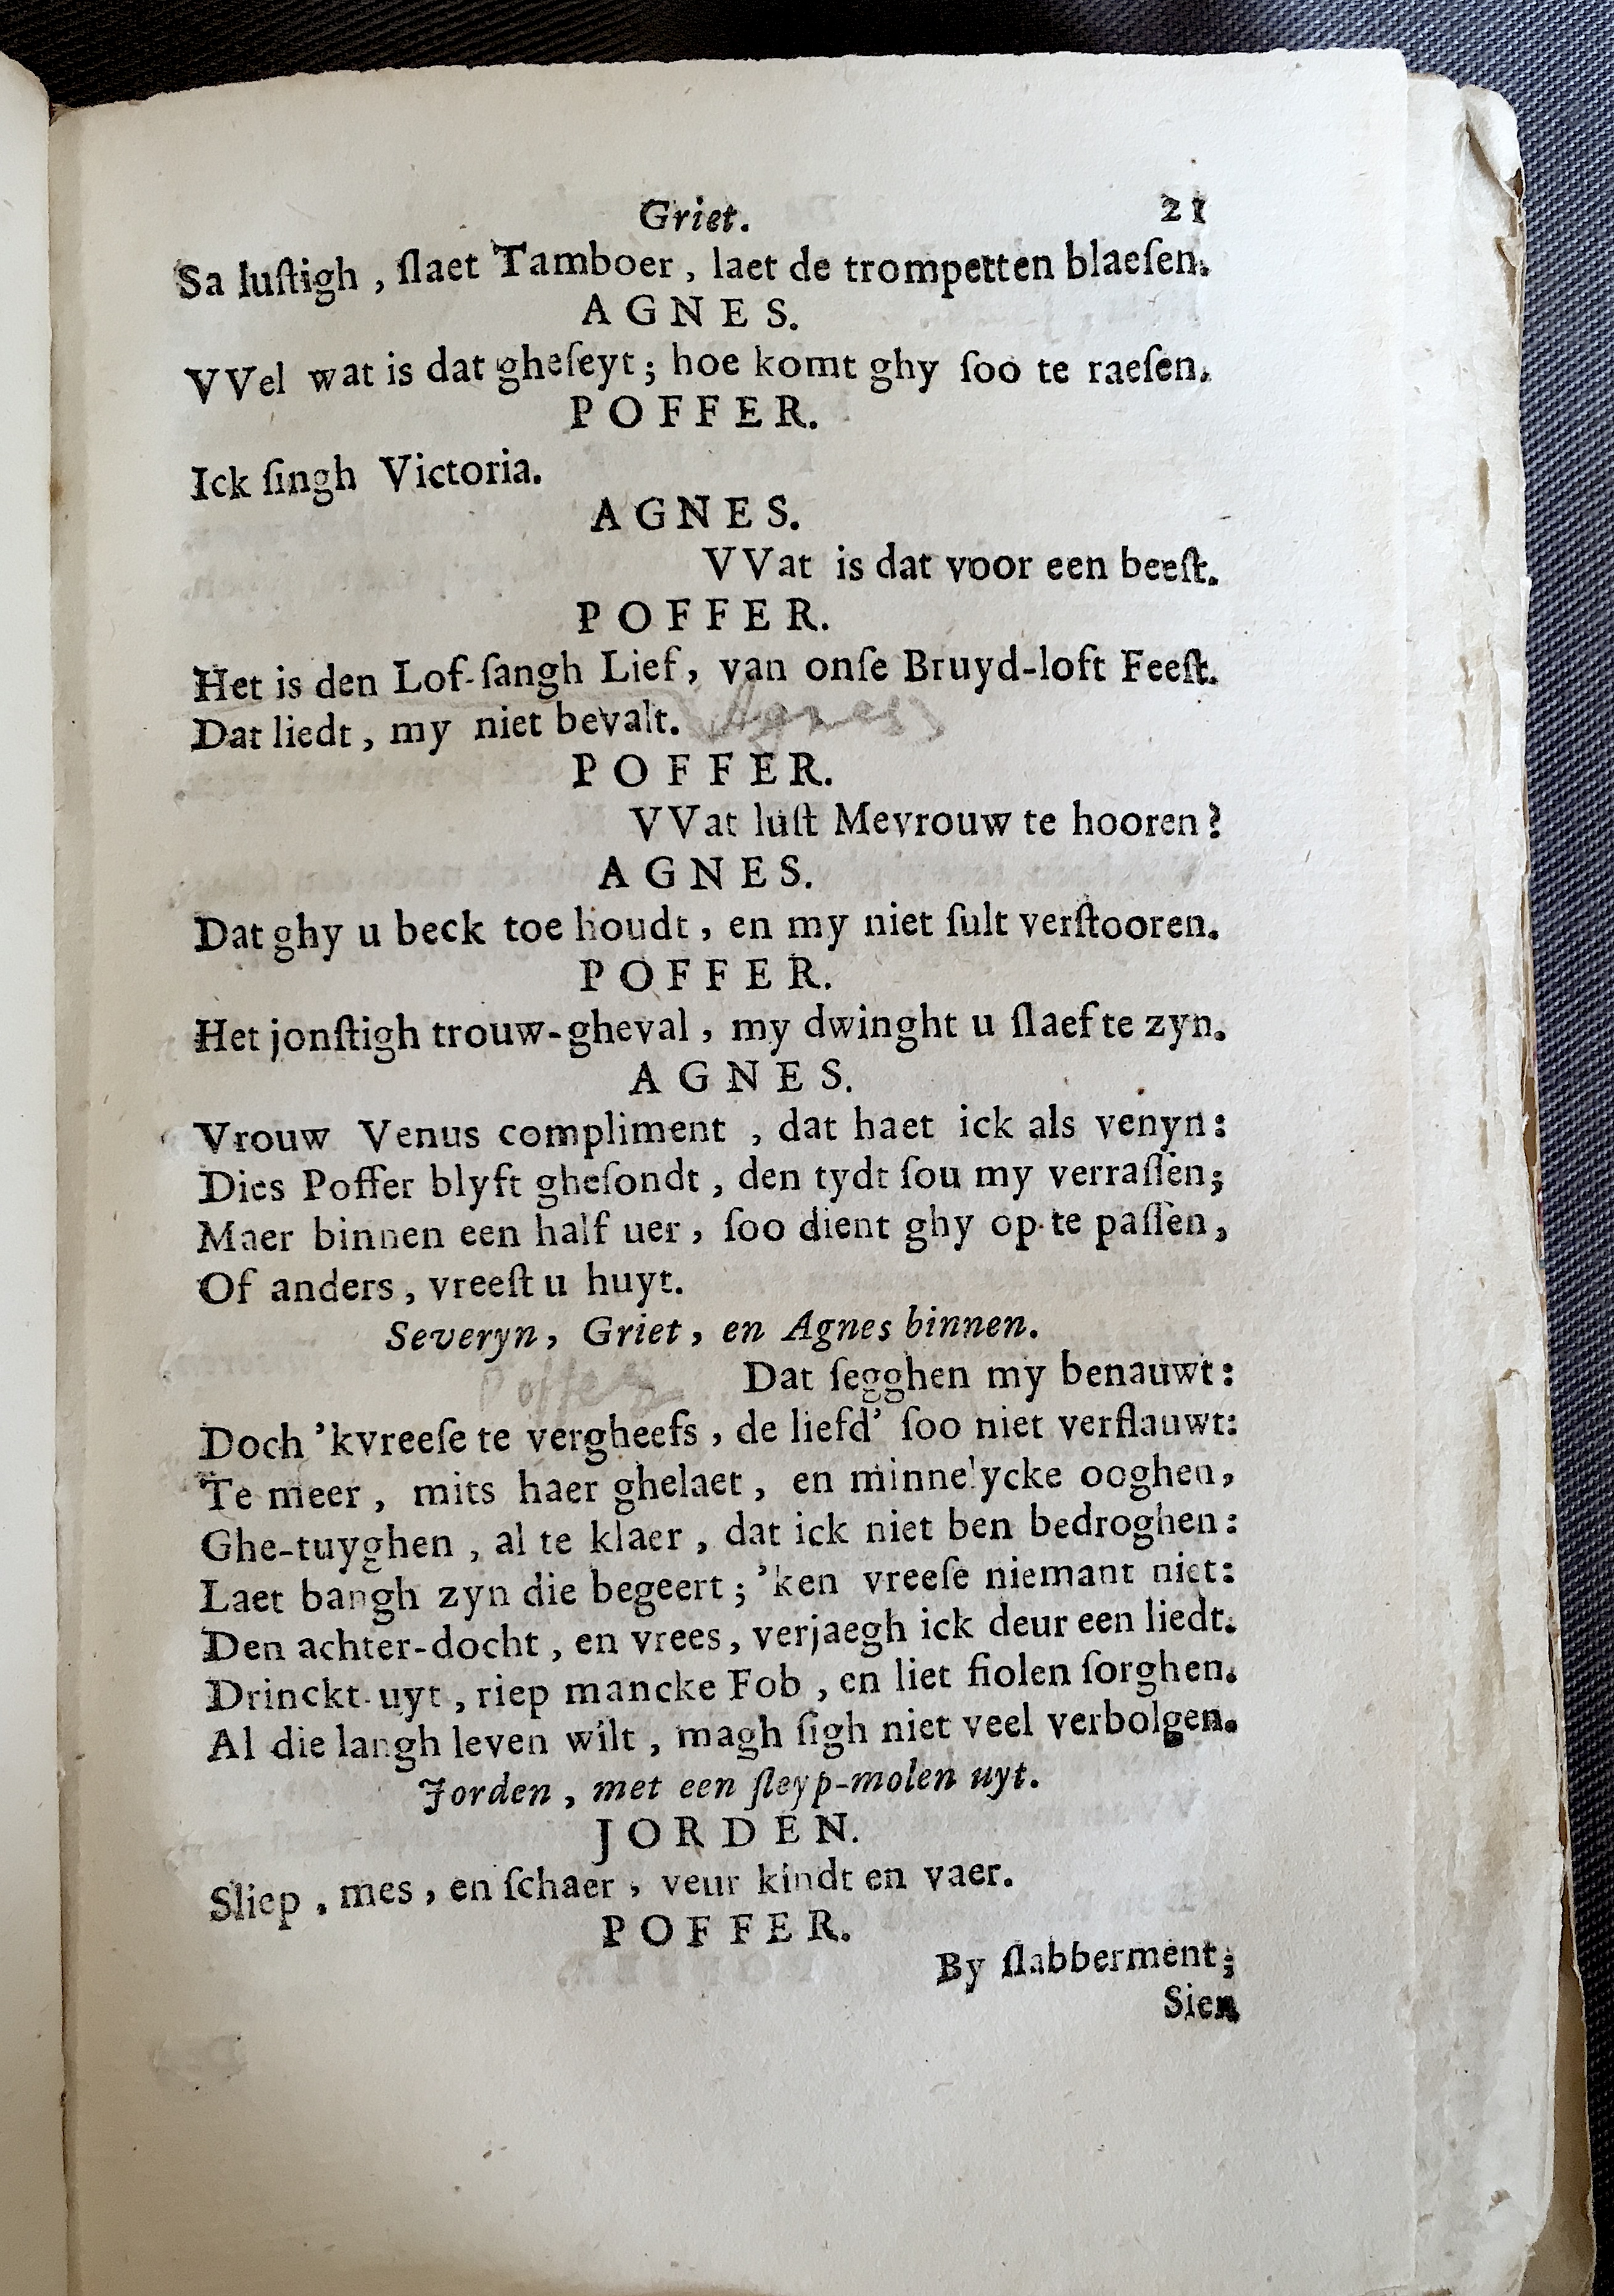 Griet. 21
Sa luſtigh , ſlaet Tamboer , laet de trompetten blaeſen.
AGNES.
VVel wat is dat gheſeyt ; hoe komt ghy ſoo te raeſen.
POFFER.
Ick ſingh Victoria.
AGNES.
VVat is dat voor een beeſt.
POFFER.
Het is den Lof-ſangh Lief, van onſe Bruyd-loft Feeſt.
Dat liedt , my niet bevalt. Agnes
POFFER.
VVat luſt Mevrouw te hooren?
AGNES.
Dat ghy u beck toe houdt , en my niet ſult verſtooren.
POFFER.
Het jonſtigh trouw-gheval , my dwinght u ſlaef te zyn.
AGNES.
Vrouw Venus compliment , dat haet ick als venyn:
Dies Poffer blyft gheſondt , den tydt ſou my verraſſen;
Maer binnen een half uer , ſoo dient ghy op te paſſen,
Of anders , vreeſt u huyt.
Severyn, Griet, en Agnes binnen.
Poffer Dat ſegghen my benauwt:
Doch 'kvreeſe te vergheefs , de liefd' ſoo niet verflauwt:
Te meer , mits haer ghelaet , en minnelycke ooghen,
Ghe-tuyghen , al te klaer , dat ick niet ben bedroghen:
Laet bangh zyn die begeert ; 'ken vreeſe niemant niet:
Den achter-docht , en vrees, verjaegh ick deur een liedt.
Drinckt uyt , riep mancke Fob , en liet fiolen ſorghen.
Al die langh leven wilt , magh ſigh niet veel verbolgen.
Jorden , met een ſleyp-molen uyt.
JORDEN.
Sliep , mes , en ſchaer , veur kindt en vaer.
POFFER.
By ſlabberment;
Sien